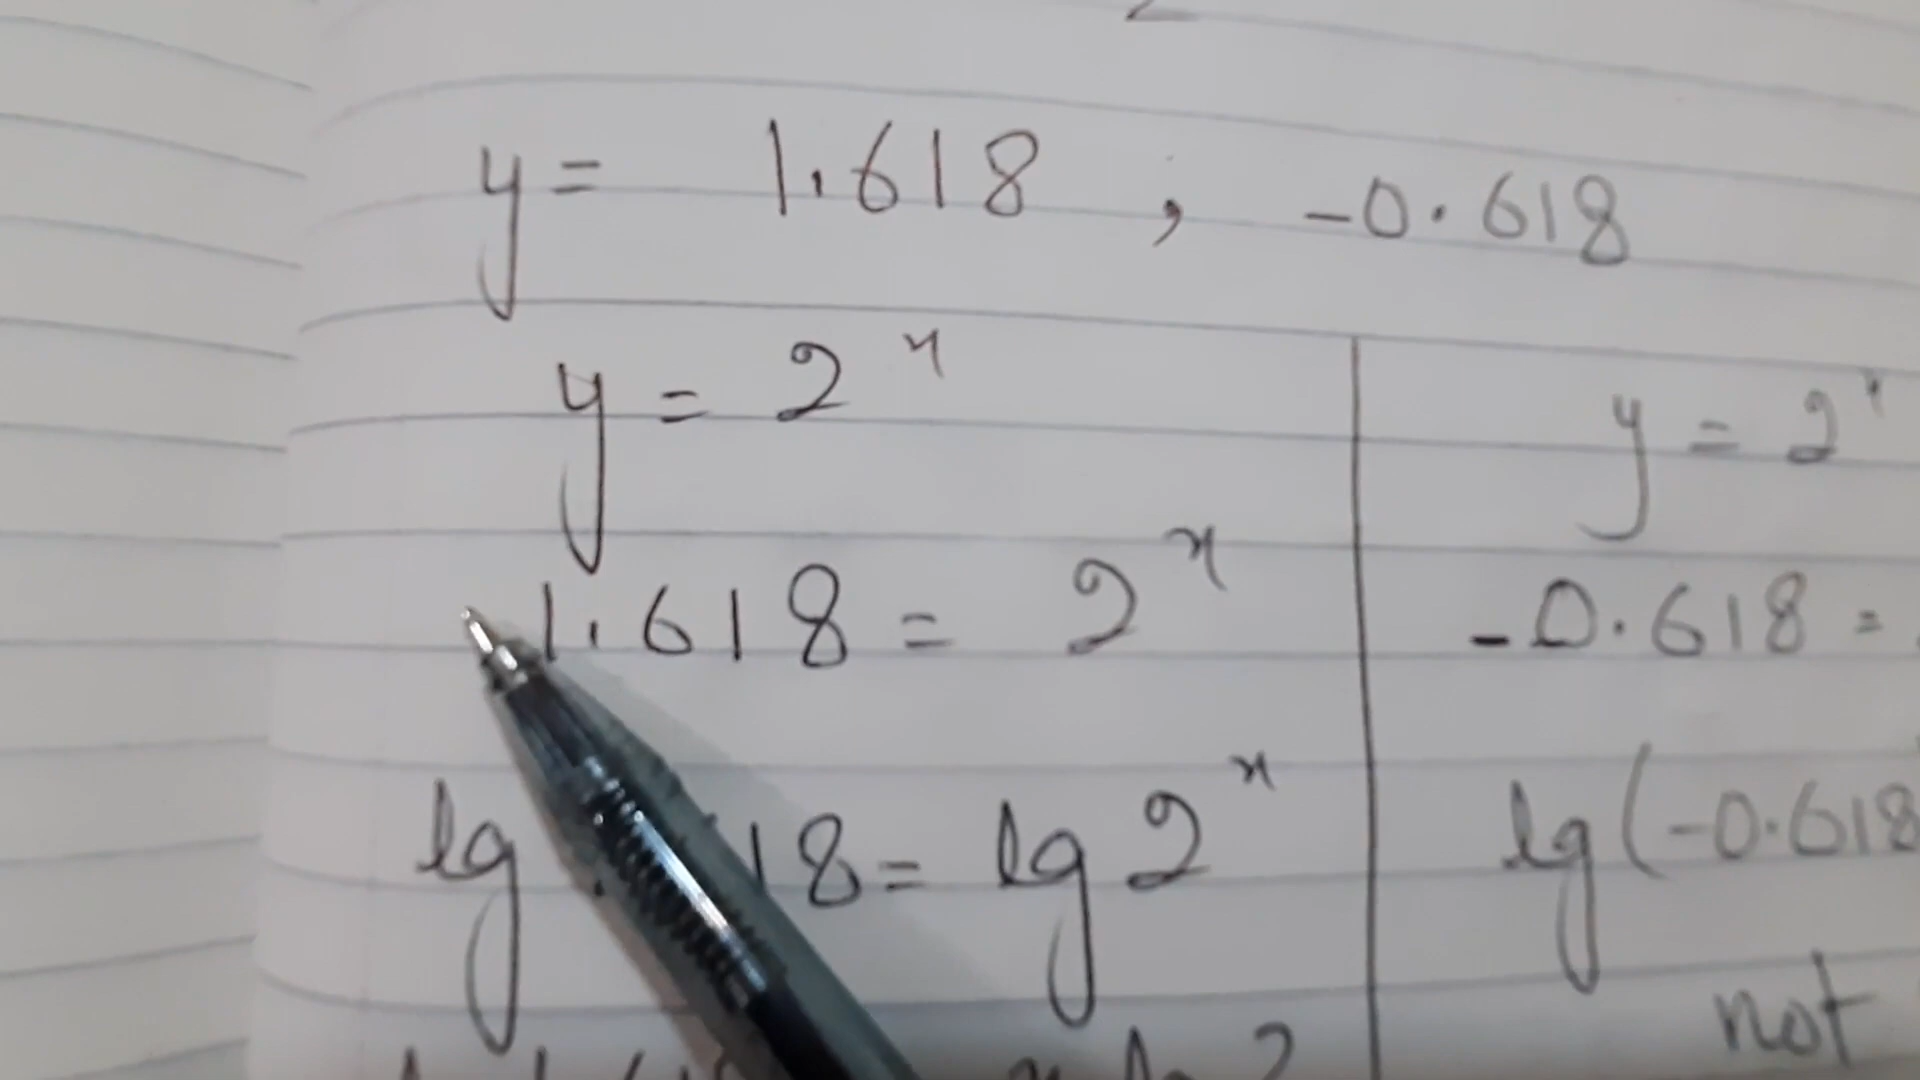 y = 1.618 , -0.618
y = 2^x
1.618 = 2^x
lg 18 = lg 2^x
y = 2^x
-0.618 =
lg (-0.618
not